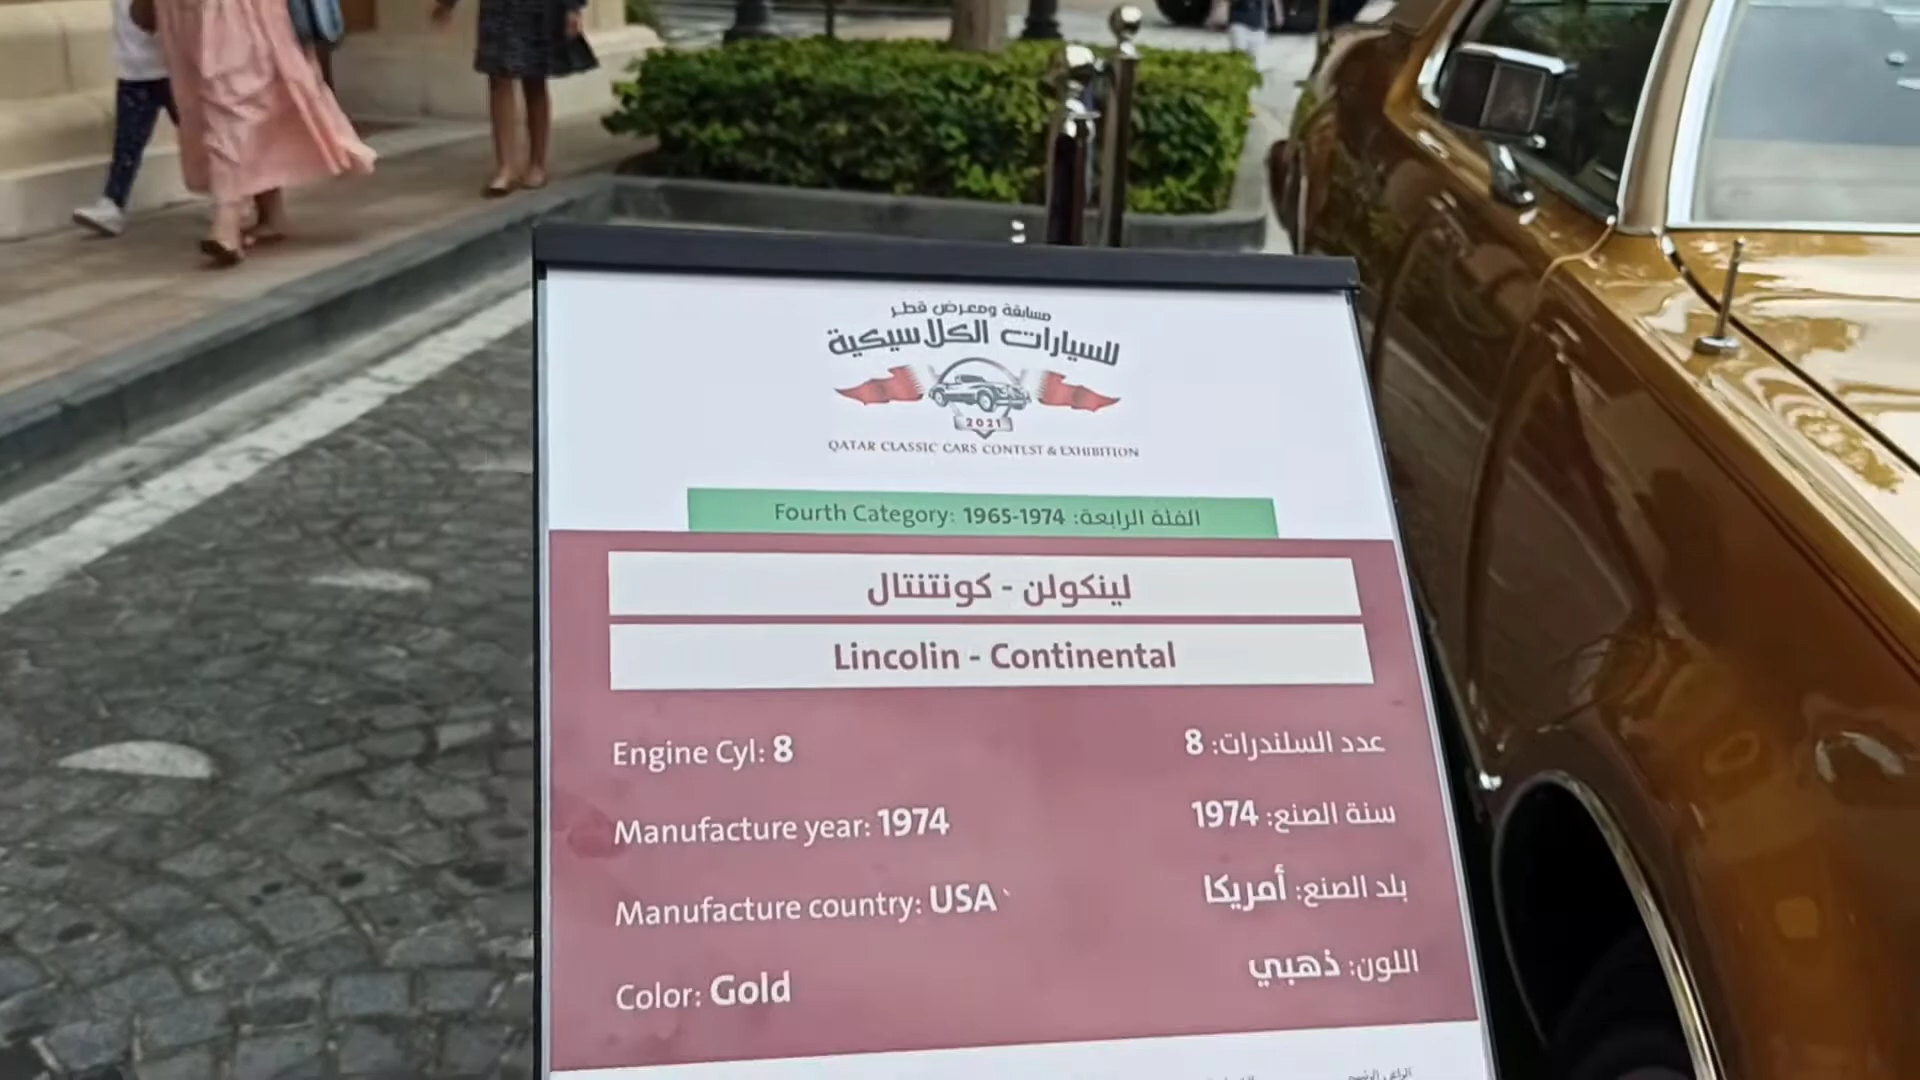 مسابقة ومعرض قطر
للسيارات الكلاسيكية
2021
QATAR CLASSIC CARS CONTEST & EXHIBITION
Fourth Category: 1965-1974 :الفئة الرابعة
لينكولن - كونتنتال
Lincolin - Continental
Engine Cyl: 8
عدد السلندرات: 8
Manufacture year: 1974
سنة الصنع: 1974
Manufacture country: USA`
بلد الصنع: أمريكا
Color: Gold
اللون: ذهبي